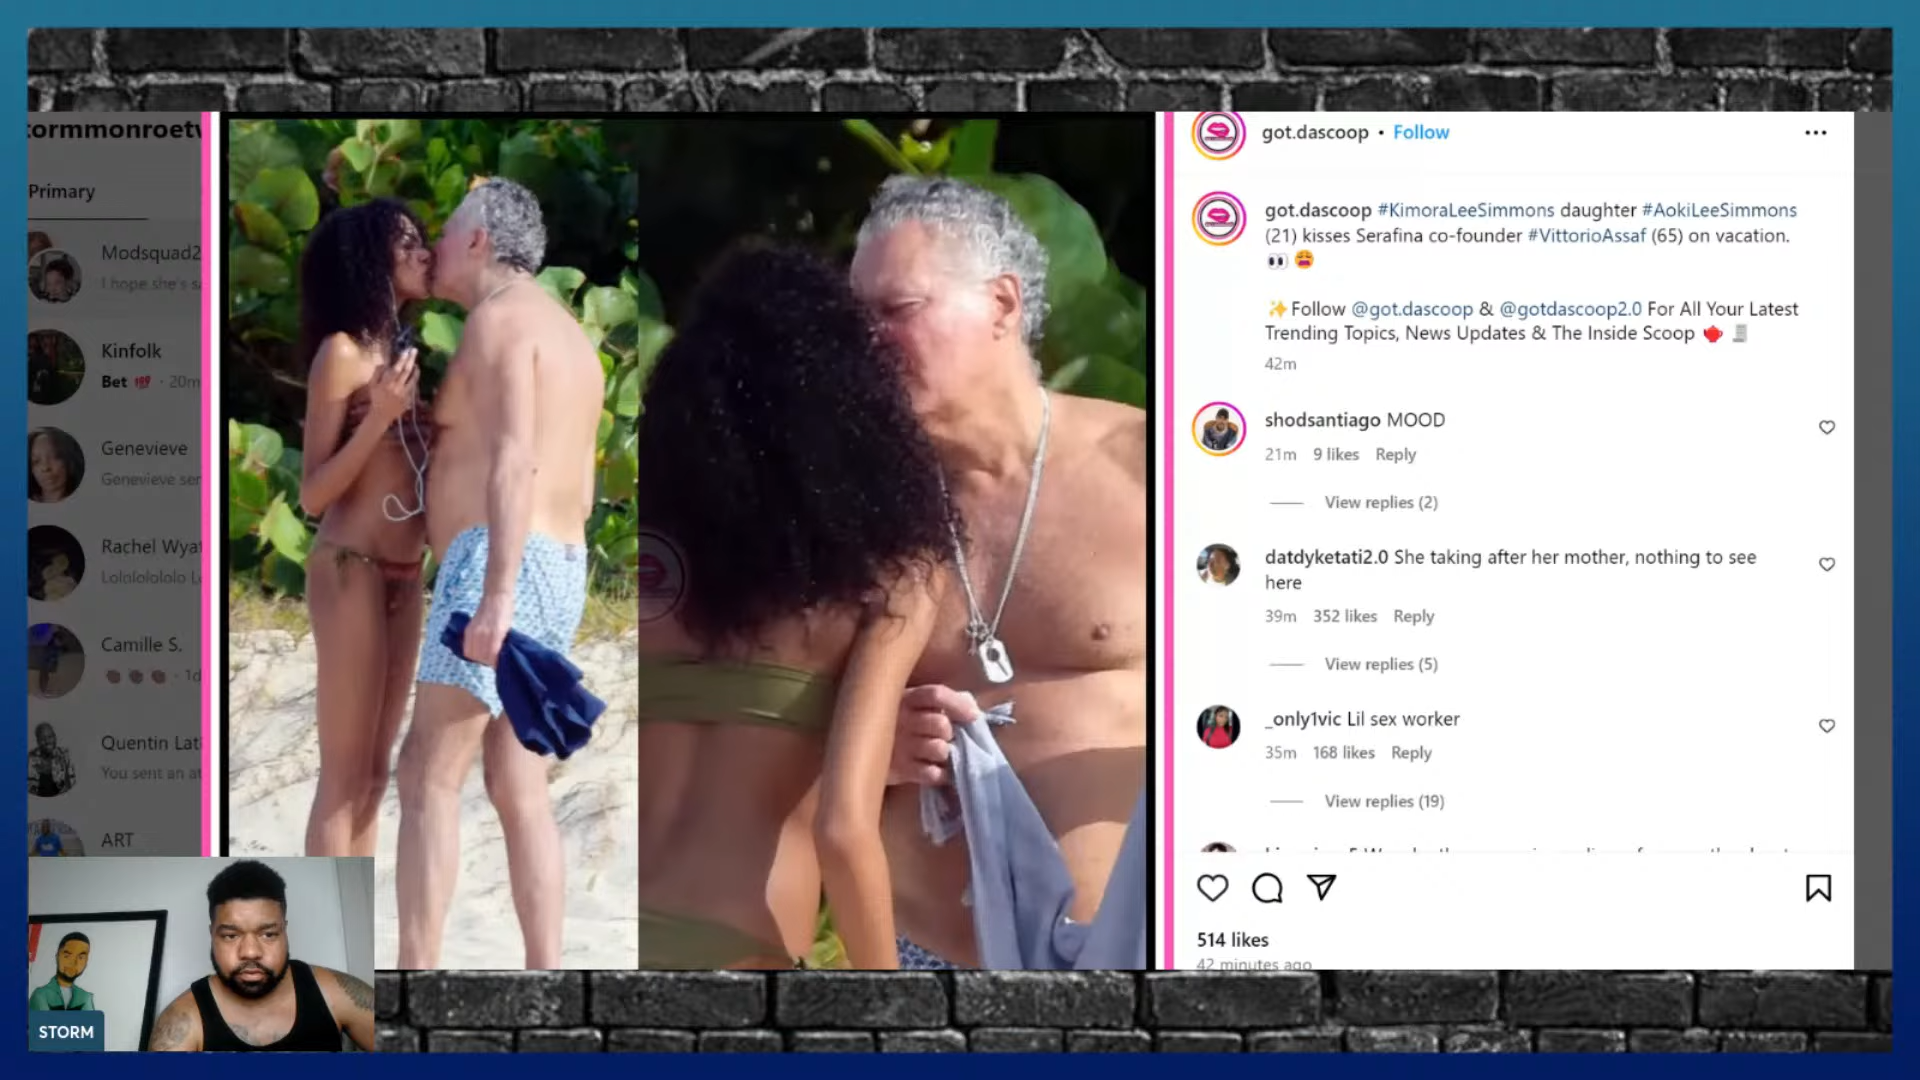 tormmonroetv
Primary
Modsquad2
I hope she's s
Kinfolk
Bet 💯 · 20m
Genevieve
Genevieve sen
Rachel Wyat
Lolololololo L
Camille S.
· 1d
Quentin Lat
You sent an at
ART
STORM
got.dascoop • Follow
got.dascoop #KimoraLeeSimmons daughter #AokiLeeSimmons
(21) kisses Serafina co-founder #VittorioAssaf (65) on vacation.
👀 😩
✨Follow @got.dascoop & @gotdascoop2.0 For All Your Latest
Trending Topics, News Updates & The Inside Scoop 🫖 🧾
42m
shodsantiago MOOD
21m 9 likes Reply
View replies (2)
datdyketati2.0 She taking after her mother, nothing to see
here
39m 352 likes Reply
View replies (5)
_only1vic Lil sex worker
35m 168 likes Reply
View replies (19)
514 likes
42 minutes ago